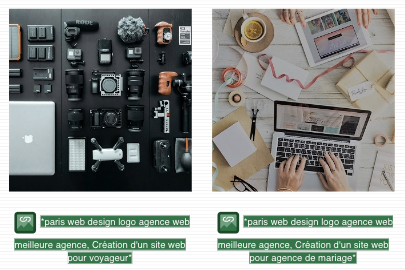 "paris web design logo agence web
meilleure agence, Création d'un site web
pour voyageur"
"paris web design logo agence web
meilleure agence, Création d'un site web
pour agence de mariage"